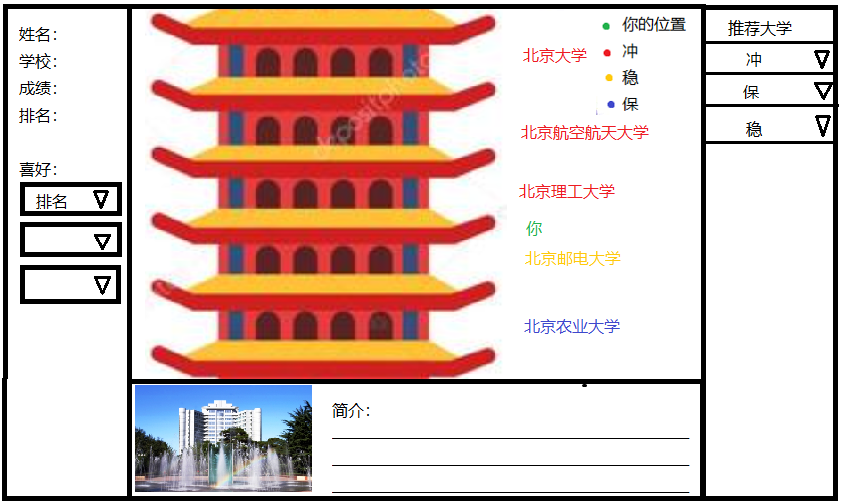 姓名:
学校:
成绩:
排名:
喜好:
排名
你的位置
冲
稳
保
北京大学
北京航空航天大学
北京理工大学
你
北京邮电大学
北京农业大学
depositphotos
简介:
推荐大学
冲
保
稳